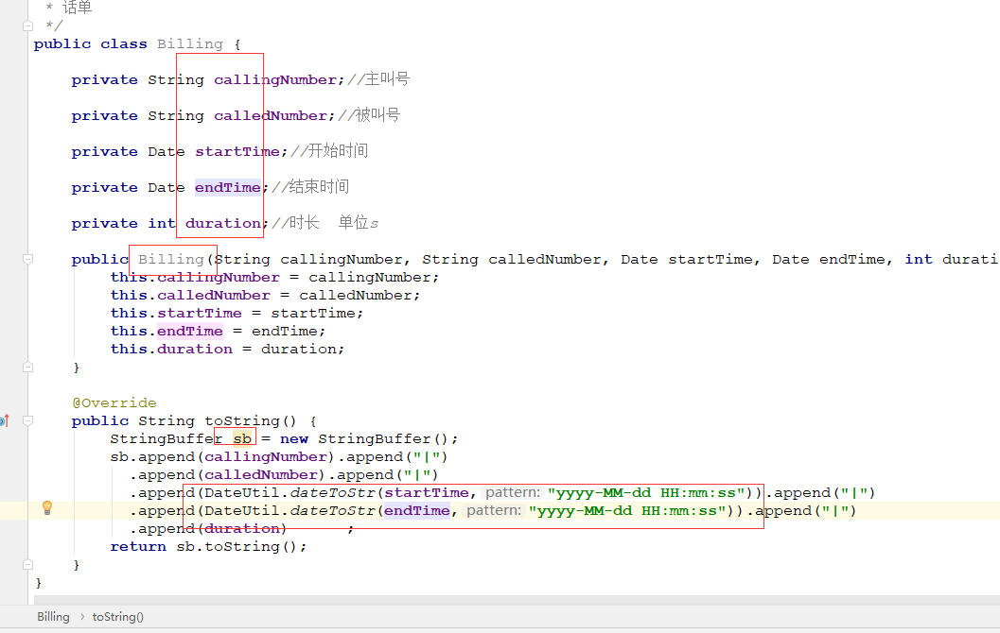 * 话单
*/
public class Billing {
private String callingNumber;//主叫号
private String calledNumber;//被叫号
private Date startTime;//开始时间
private Date endTime;//结束时间
private int duration;//时长 单位s
public Billing(String callingNumber, String calledNumber, Date startTime, Date endTime, int durati
this.callingNumber = callingNumber;
this.calledNumber = calledNumber;
this.startTime = startTime;
this.endTime = endTime;
this.duration = duration;
}
@Override
public String toString() {
StringBuffer sb = new StringBuffer();
sb.append(callingNumber).append("|")
.append(calledNumber).append("|")
.append(DateUtil.dateToStr(startTime, pattern: "yyyy-MM-dd HH:mm:ss")).append("|")
.append(DateUtil.dateToStr(endTime, pattern: "yyyy-MM-dd HH:mm:ss")).append("|")
.append(duration) ;
return sb.toString();
}
}
Billing › toString()